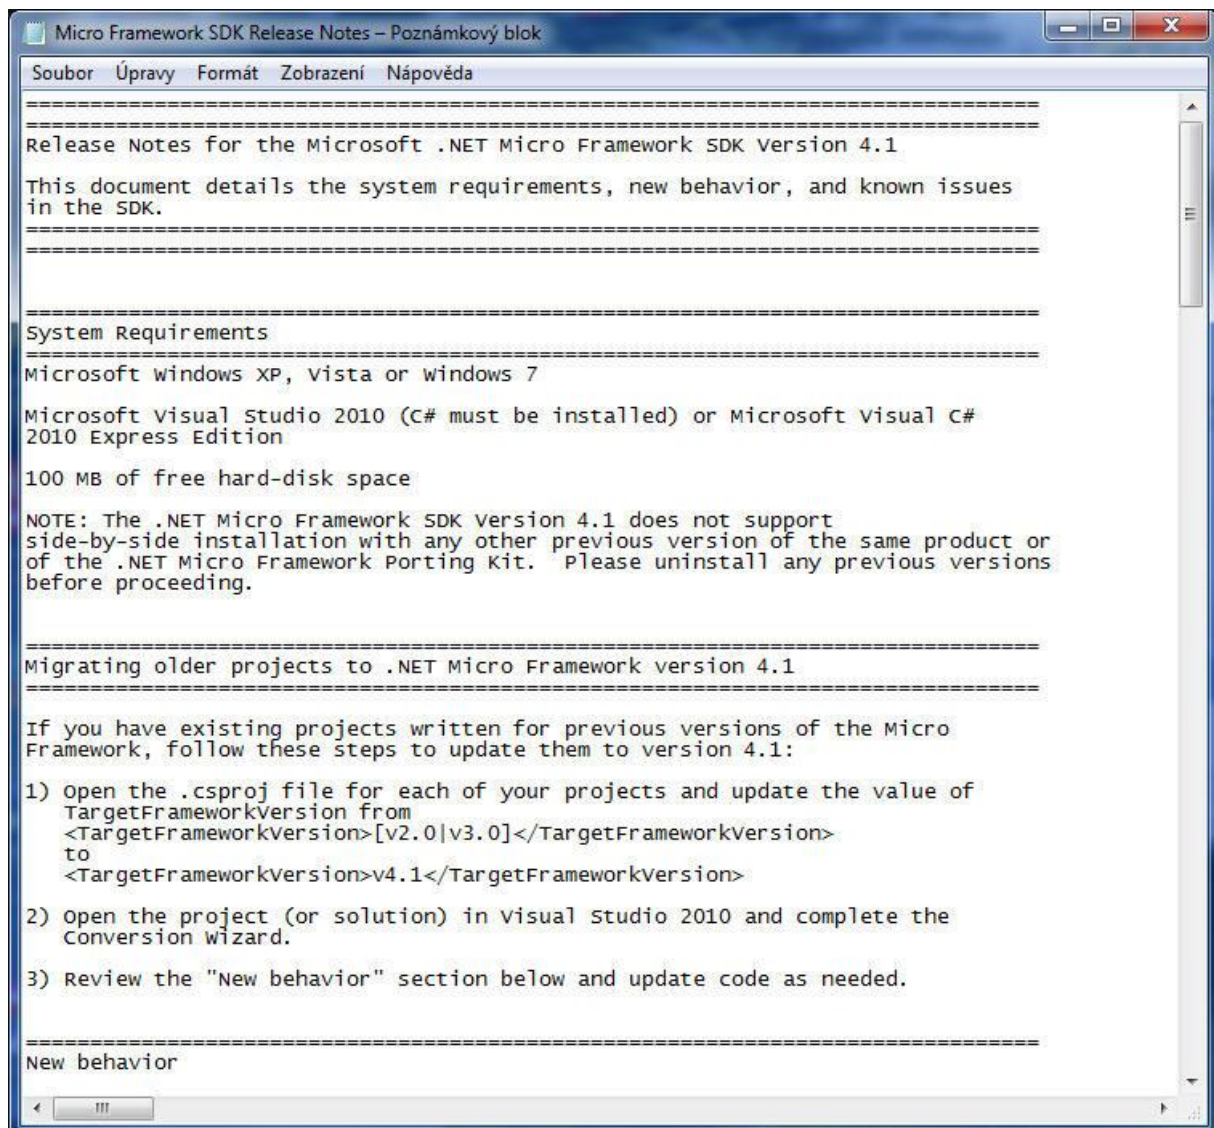 Micro Framework SDK Release Notes – Poznámkový blok
Soubor Úpravy Formát Zobrazení Nápověda
===============================================================================
===============================================================================
Release Notes for the Microsoft .NET Micro Framework SDK Version 4.1
This document details the system requirements, new behavior, and known issues
in the SDK.
===============================================================================
===============================================================================
===============================================================================
System Requirements
===============================================================================
Microsoft Windows XP, Vista or Windows 7
Microsoft Visual Studio 2010 (C# must be installed) or Microsoft Visual C#
2010 Express Edition
100 MB of free hard-disk space
NOTE: The .NET Micro Framework SDK Version 4.1 does not support
side-by-side installation with any other previous version of the same product or
of the .NET Micro Framework Porting Kit.  Please uninstall any previous versions
before proceeding.
===============================================================================
Migrating older projects to .NET Micro Framework version 4.1
===============================================================================
If you have existing projects written for previous versions of the Micro
Framework, follow these steps to update them to version 4.1:
1) Open the .csproj file for each of your projects and update the value of
TargetFrameworkVersion from
<TargetFrameworkVersion>[v2.0|v3.0]</TargetFrameworkVersion>
to
<TargetFrameworkVersion>v4.1</TargetFrameworkVersion>
2) Open the project (or solution) in Visual Studio 2010 and complete the
Conversion Wizard.
3) Review the "New behavior" section below and update code as needed.
===============================================================================
New behavior